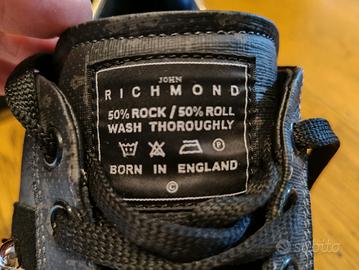 JOHN
RICHMOND
50% ROCK / 50% ROLL
WASH THOROUGHLY
P
BORN IN ENGLAND
©
subito